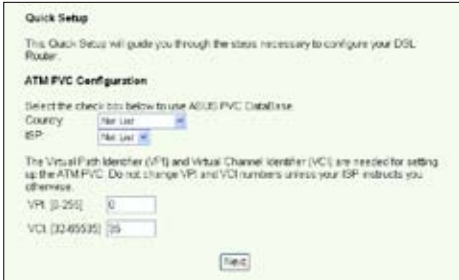 Quick Setup
This Quick Setup will guide you through the steps necessary to configure your DSL
Router.
ATM PVC Configuration
Select the check box below to use ASUS PVC DataBase
Country: Not List
ISP: Not List
The Virtual Path Identifier (VPI) and Virtual Channel Identifier (VCI) are needed for setting
up the ATM PVC. Do not change VPI and VCI numbers unless your ISP instructs you
otherwise.
VPI: [0-255] 0
VCI: [32-65535] 35
Next